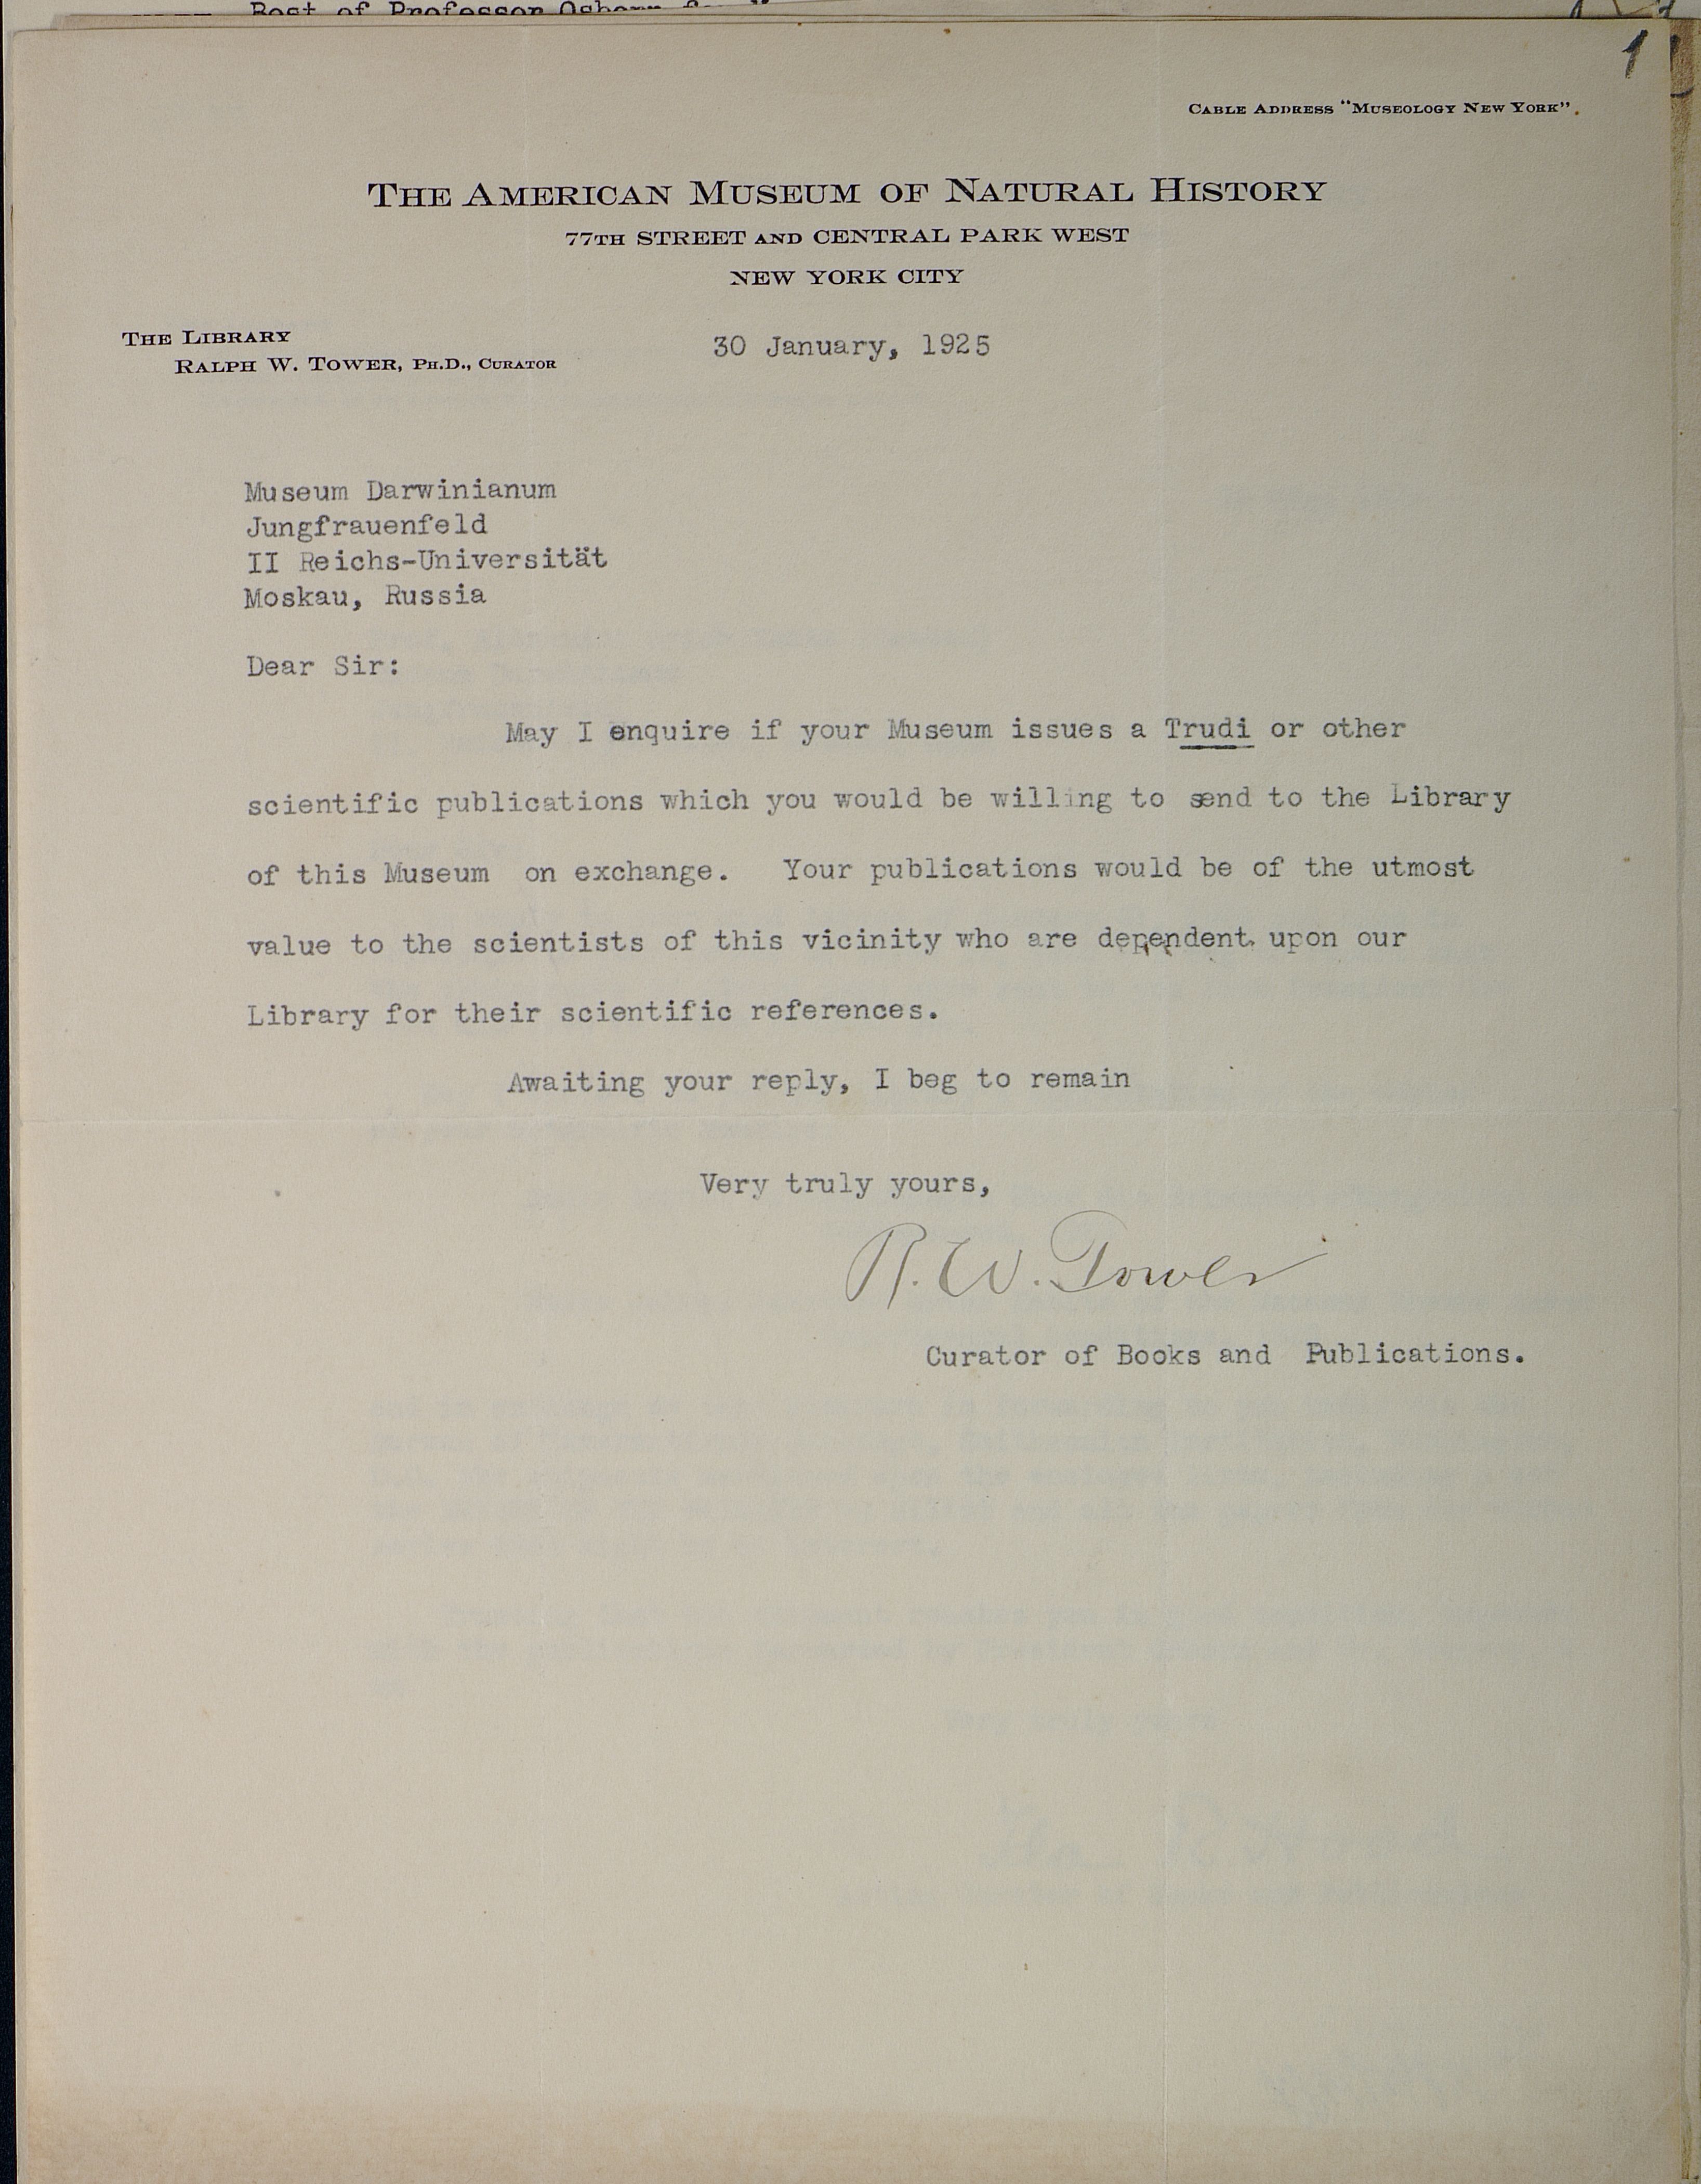 Bost of Professor Osborn
1
Cable Address "Museology New York".
The American Museum of Natural History
77th Street and Central Park West
New York City
The Library
Ralph W. Tower, Ph.D., Curator
30 January, 1925
Museum Darwinianum
Jungfrauenfeld
II Reichs-Universität
Moskau, Russia
Dear Sir:
May I enquire if your Museum issues a Trudi or other
scientific publications which you would be willing to send to the Library
of this Museum on exchange. Your publications would be of the utmost
value to the scientists of this vicinity who are dependent upon our
Library for their scientific references.
Awaiting your reply, I beg to remain
Very truly yours,
R. W. Tower
Curator of Books and Publications.